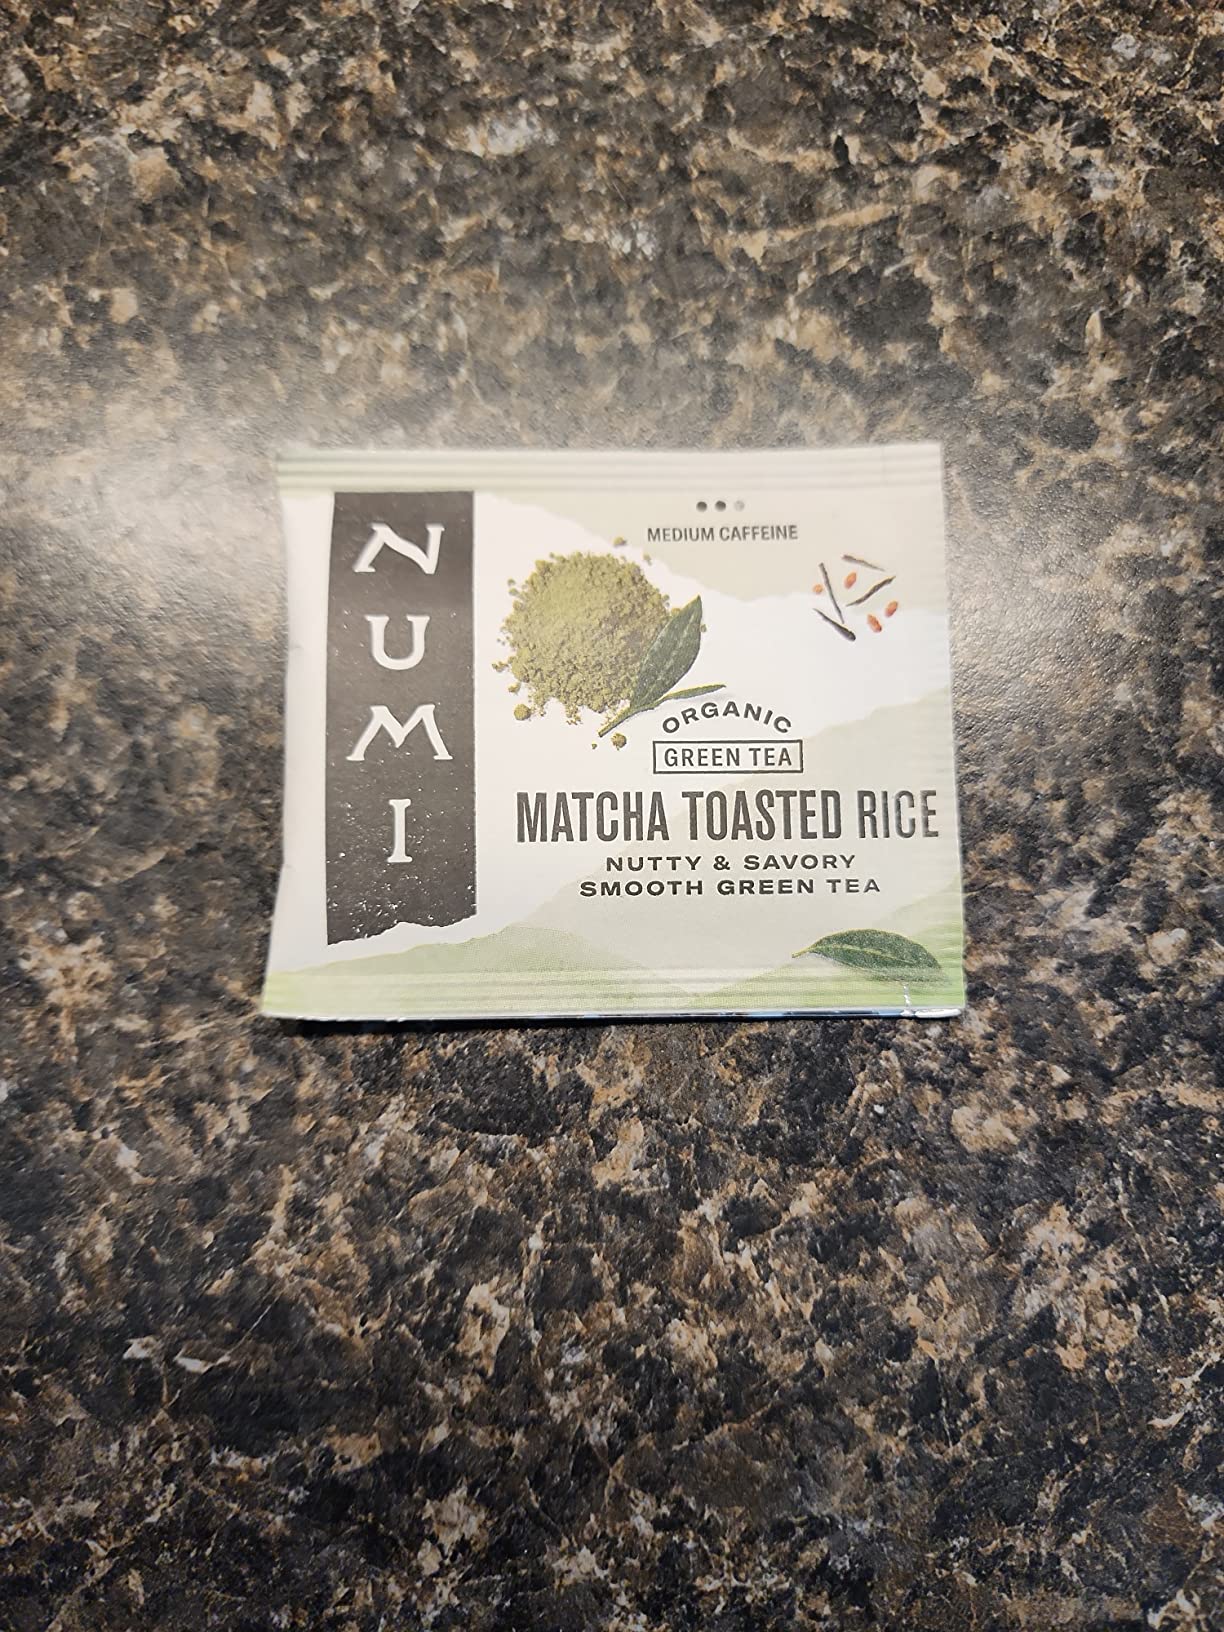 NUMI
MEDIUM CAFFEINE
ORGANIC
GREEN TEA
MATCHA TOASTED RICE
NUTTY & SAVORY
SMOOTH GREEN TEA